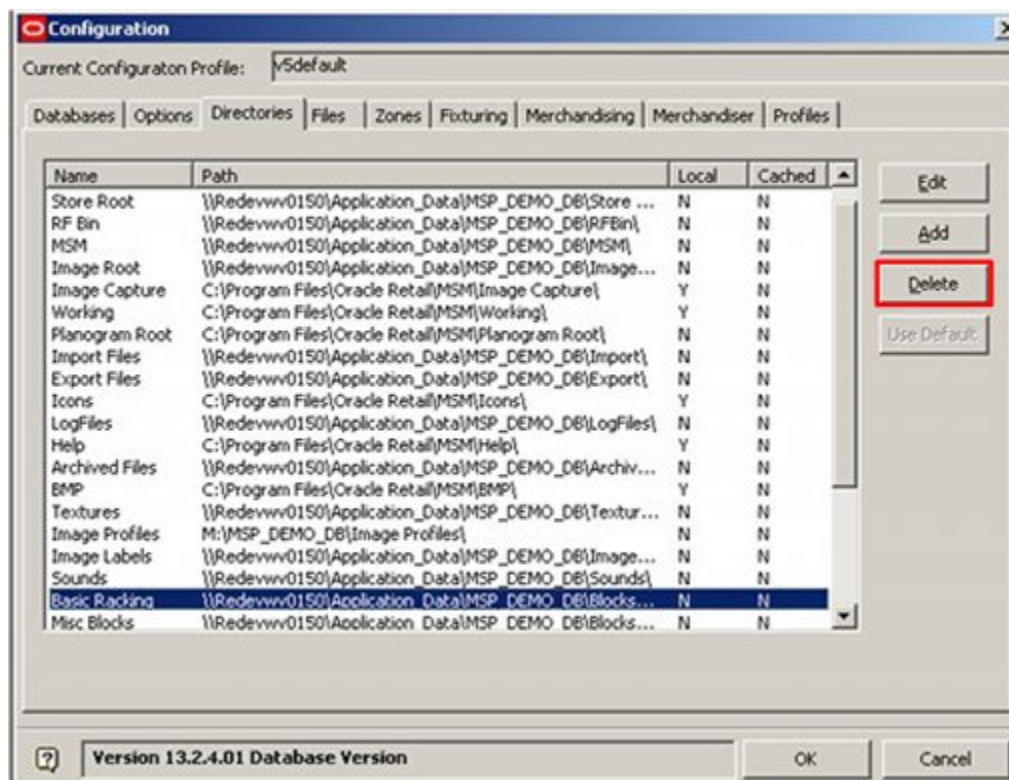 Configuration
Current Configuraton Profile: v5default
Databases Options Directories Files Zones Fixturing Merchandising Merchandiser Profiles
Name Path Local Cached
Store Root \\Redevwv0150\Application_Data\MSP_DEMO_DB\Store ... N N
RF Bin \\Redevwv0150\Application_Data\MSP_DEMO_DB\RFBin\ N N
MSM \\Redevwv0150\Application_Data\MSP_DEMO_DB\MSM\ N N
Image Root \\Redevwv0150\Application_Data\MSP_DEMO_DB\Image... N N
Image Capture C:\Program Files\Oracle Retail\MSM\Image Capture\ Y N
Working C:\Program Files\Oracle Retail\MSM\Working\ Y N
Planogram Root C:\Program Files\Oracle Retail\MSM\Planogram Root\ N N
Import Files \\Redevwv0150\Application_Data\MSP_DEMO_DB\Import\ N N
Export Files \\Redevwv0150\Application_Data\MSP_DEMO_DB\Export\ N N
Icons C:\Program Files\Oracle Retail\MSM\Icons\ Y N
LogFiles \\Redevwv0150\Application_Data\MSP_DEMO_DB\LogFiles\ N N
Help C:\Program Files\Oracle Retail\MSM\Help\ Y N
Archived Files \\Redevwv0150\Application_Data\MSP_DEMO_DB\Archiv... N N
BMP C:\Program Files\Oracle Retail\MSM\BMP\ Y N
Textures \\Redevwv0150\Application_Data\MSP_DEMO_DB\Textur... N N
Image Profiles M:\MSP_DEMO_DB\Image Profiles\ N N
Image Labels \\Redevwv0150\Application_Data\MSP_DEMO_DB\Image... N N
Sounds \\Redevwv0150\Application_Data\MSP_DEMO_DB\Sounds\ N N
Basic Racking \\Redevwv0150\Application_Data\MSP_DEMO_DB\Blocks... N N
Misc Blocks \\Redevwv0150\Application_Data\MSP_DEMO_DB\Blocks... N N
Edit
Add
Delete
Use Default
Version 13.2.4.01 Database Version
OK Cancel